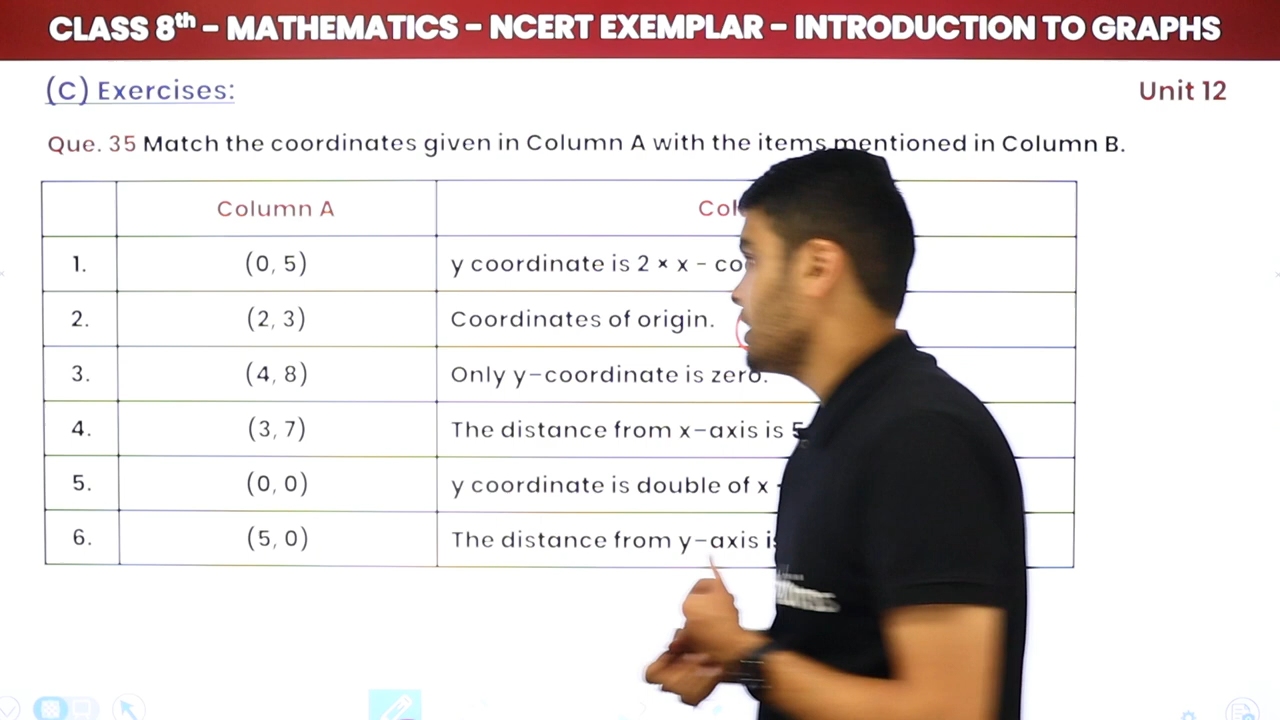 CLASS 8th - MATHEMATICS - NCERT EXEMPLAR - INTRODUCTION TO GRAPHS
(C) Exercises: Unit 12
Que. 35 Match the coordinates given in Column A with the items mentioned in Column B.
Column A
1. (0, 5) y coordinate is 2 × x -
2. (2, 3) Coordinates of origin.
3. (4, 8) Only y-coordinate is zero.
4. (3, 7) The distance from x-axis is 5
5. (0, 0) y coordinate is double of x
6. (5, 0) The distance from y-axis